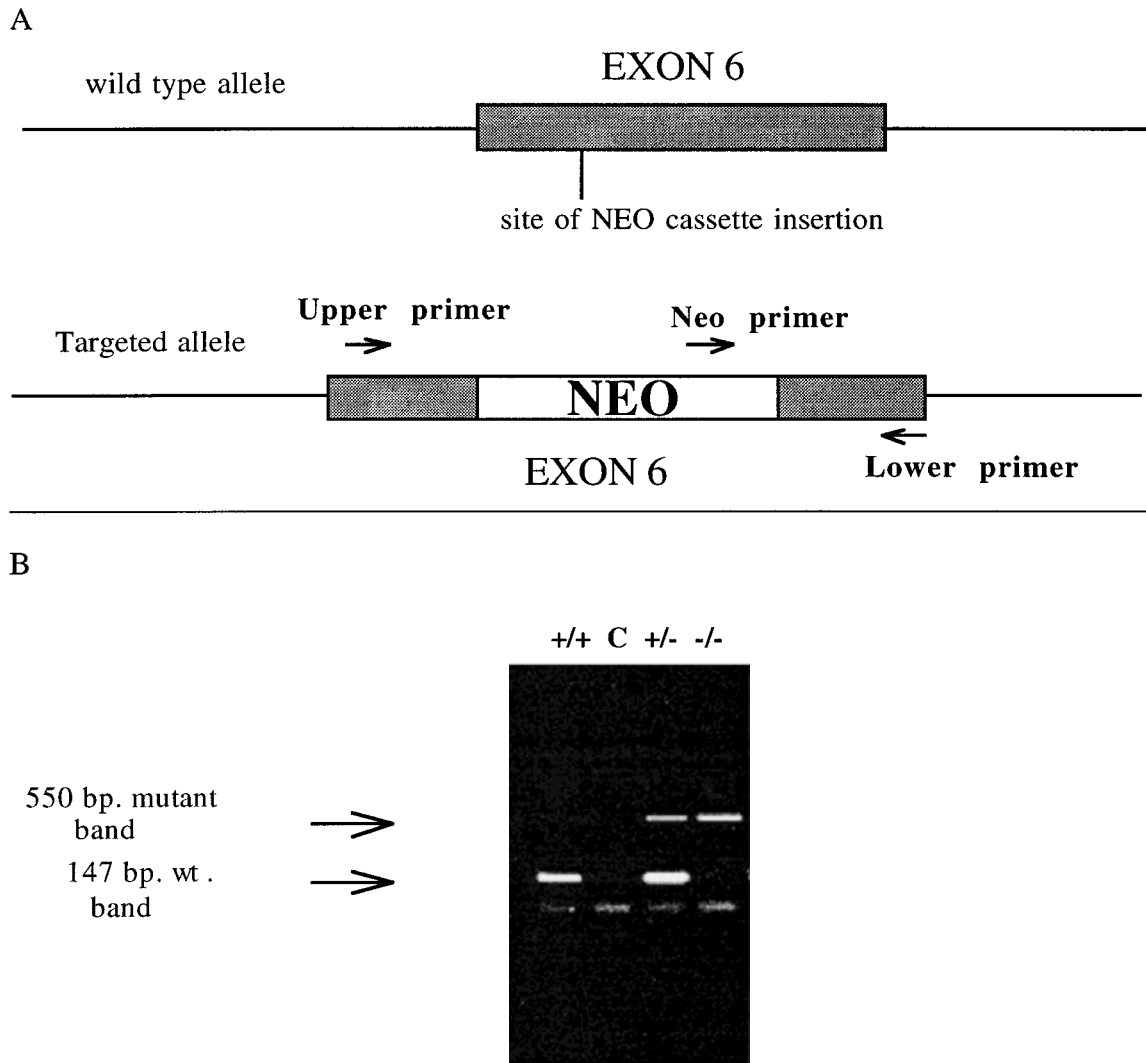 A
EXON 6
wild type allele
site of NEO cassette insertion
Upper primer
Neo primer
Targeted allele
NEO
EXON 6
Lower primer
B
+/+ C +/- -/-
550 bp. mutant
band
147 bp. wt .
band